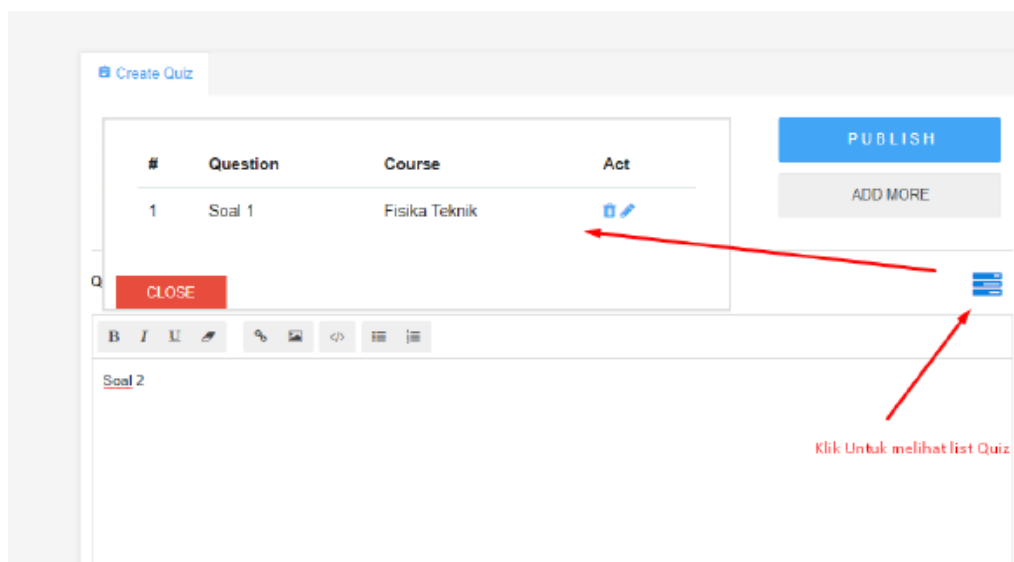 Create Quiz
PUBLISH
# Question Course Act
ADD MORE
1 Soal 1 Fisika Teknik
Q
CLOSE
B I U
Soal 2
Klik Untuk melihat list Quiz